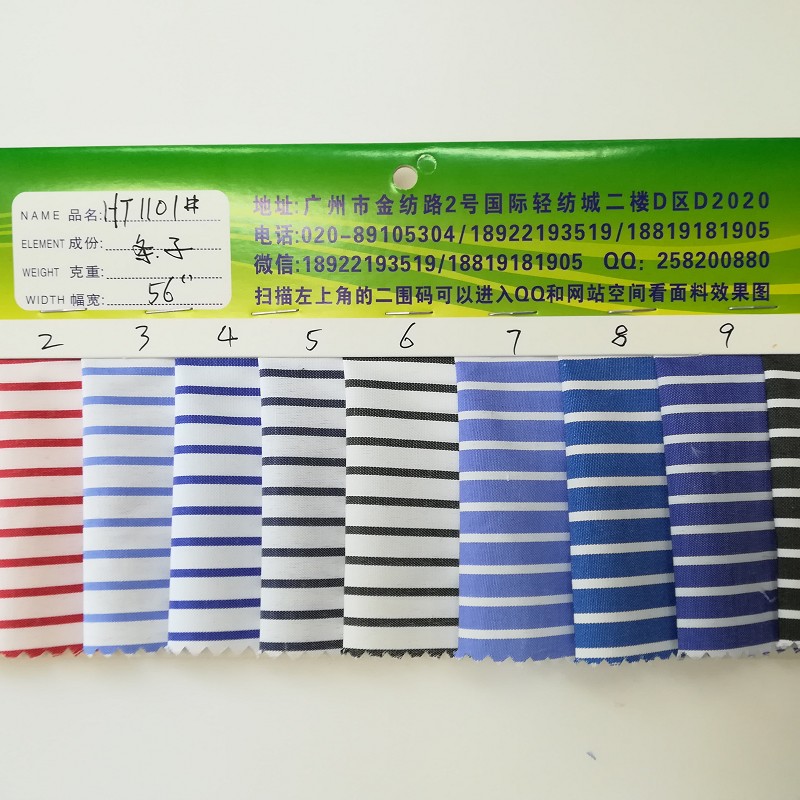 NAME 品名: HT1101#
ELEMENT 成份: 条子
WEIGHT 克重:
WIDTH 幅宽: 56"
地址:广州市金纺路2号国际轻纺城二楼D区D2020
电话:020-89105304/18922193519/18819181905
微信:18922193519/18819181905 QQ: 258200880
扫描左上角的二围码可以进入QQ和网站空间看面料效果图
2 3 4 5 6 7 8 9